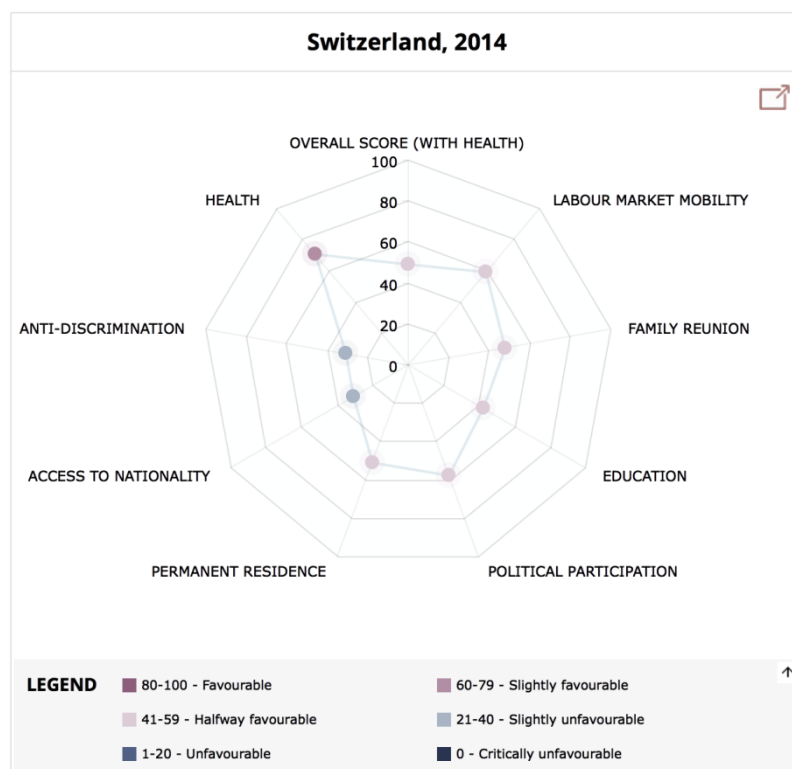 Switzerland, 2014
OVERALL SCORE (WITH HEALTH)
100
HEALTH
LABOUR MARKET MOBILITY
80
60
40
ANTI-DISCRIMINATION
FAMILY REUNION
20
0
ACCESS TO NATIONALITY
EDUCATION
PERMANENT RESIDENCE
POLITICAL PARTICIPATION
LEGEND
80-100 - Favourable
60-79 - Slightly favourable
41-59 - Halfway favourable
21-40 - Slightly unfavourable
1-20 - Unfavourable
0 - Critically unfavourable